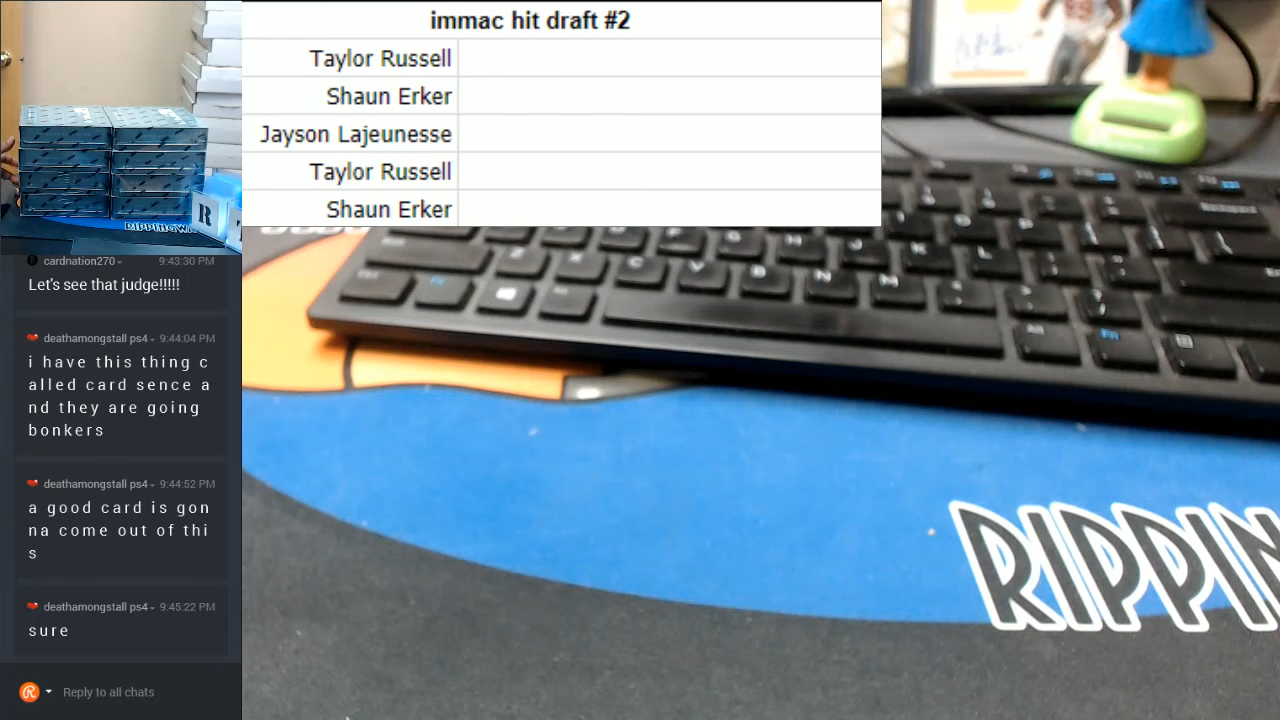 immac hit draft #2
Taylor Russell
Shaun Erker
Jayson Lajeunesse
Taylor Russell
Shaun Erker
cardnation270 9:43:30 PM
Let's see that judge!!!!!
deathamongstall ps4 9:44:04 PM
i have this thing c
alled card sence a
nd they are going
bonkers
deathamongstall ps4 9:44:52 PM
a good card is gon
na come out of thi
s
deathamongstall ps4 9:45:22 PM
sure
Reply to all chats
R
RIPPINGWA
RIPPIN
Z
X
C
V
B
N
M